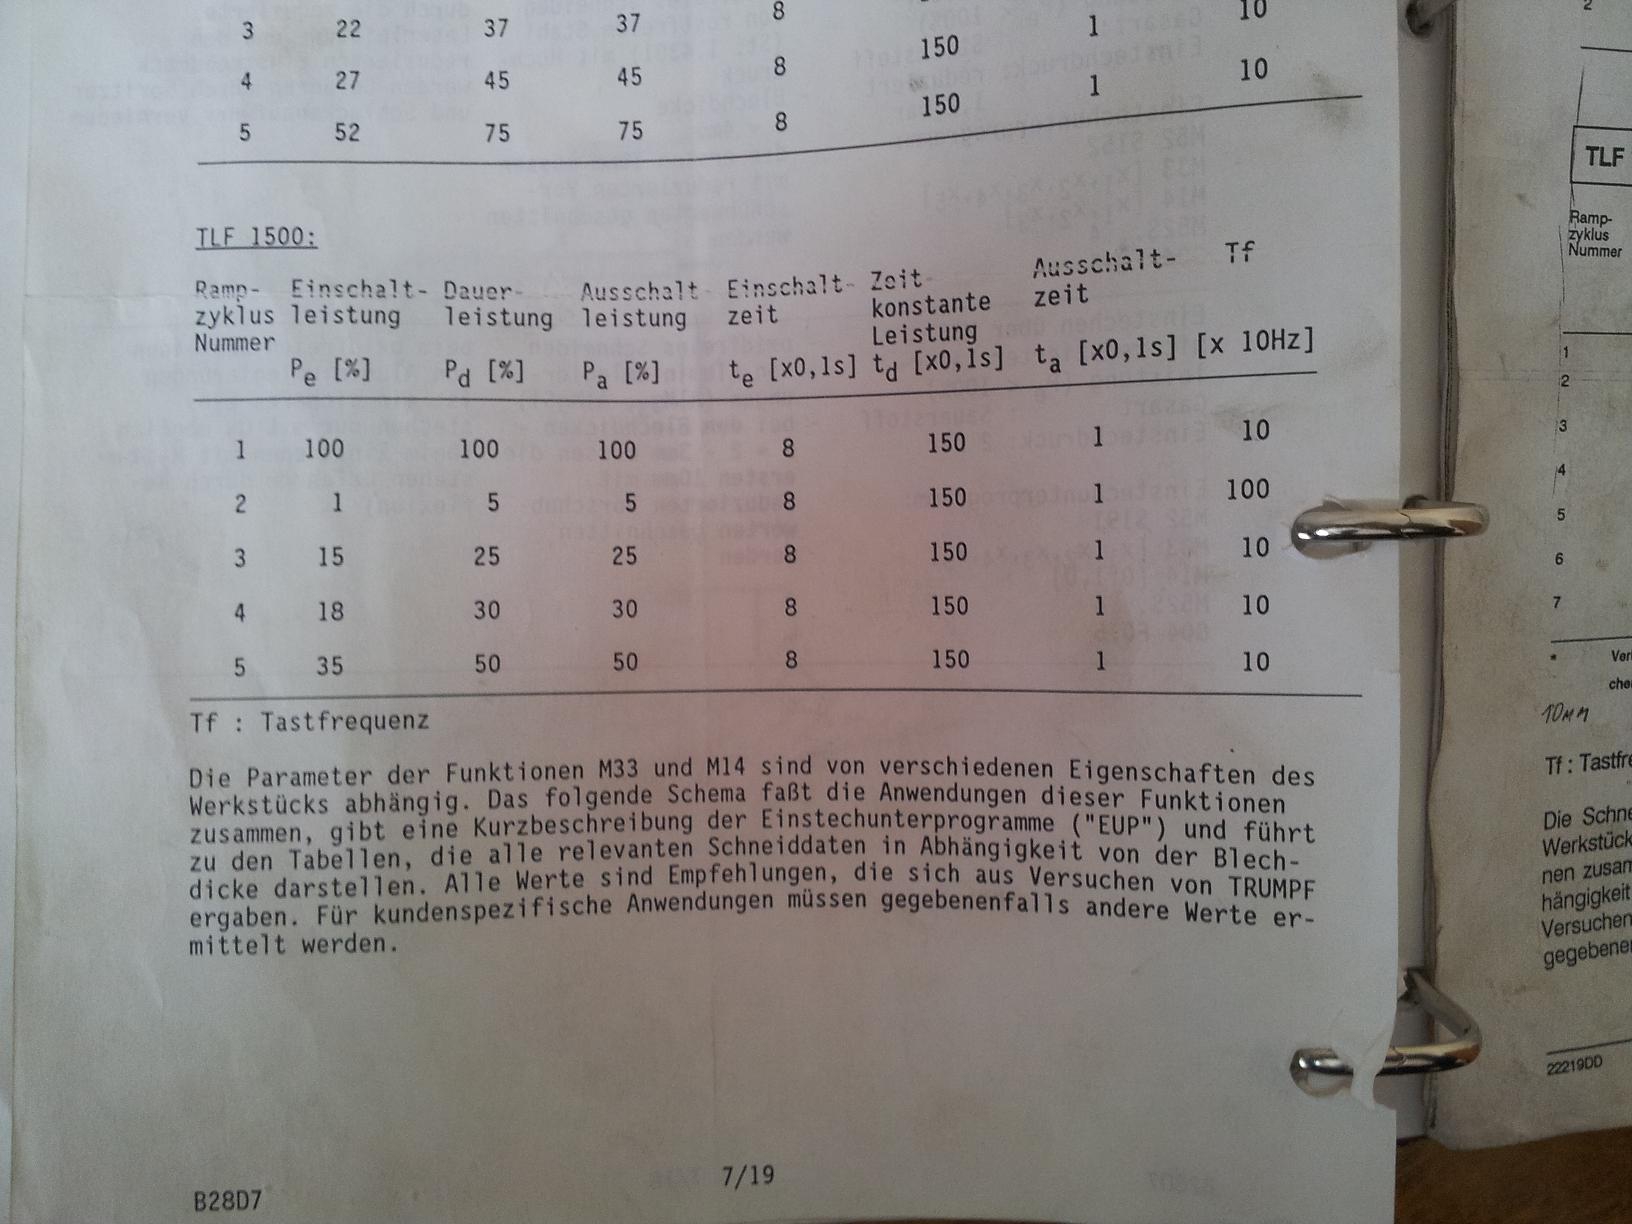 3 22 37 37 8 1 10
4 27 45 45 8 150 1 10
5 52 75 75 8 150
TLF 1500:
Ramp- Einschalt- Dauer- Ausschalt- Einschalt- Zeit- Ausschalt- Tf
zyklus leistung leistung leistung zeit konstante zeit
Nummer Leistung
Pe [%] Pd [%] Pa [%] te [x0,1s] td [x0,1s] ta [x0,1s] [x 10Hz]
1 100 100 100 8 150 1 10
2 1 5 5 8 150 1 100
3 15 25 25 8 150 1 10
4 18 30 30 8 150 1 10
5 35 50 50 8 150 1 10
Tf : Tastfrequenz
Die Parameter der Funktionen M33 und M14 sind von verschiedenen Eigenschaften des
Werkstücks abhängig. Das folgende Schema faßt die Anwendungen dieser Funktionen
zusammen, gibt eine Kurzbeschreibung der Einstechunterprogramme ("EUP") und führt
zu den Tabellen, die alle relevanten Schneiddaten in Abhängigkeit von der Blech-
dicke darstellen. Alle Werte sind Empfehlungen, die sich aus Versuchen von TRUMPF
ergaben. Für kundenspezifische Anwendungen müssen gegebenenfalls andere Werte er-
mittelt werden.
7/19
B28D7
2
TLF
Ramp-
zyklus
Nummer
1
2
3
4
5
6
7
*
10mm
Tf : Tastfre
Die Schne
Werkstück
nen zusam
hängigkeit
Versuchen
gegebene
22219DD